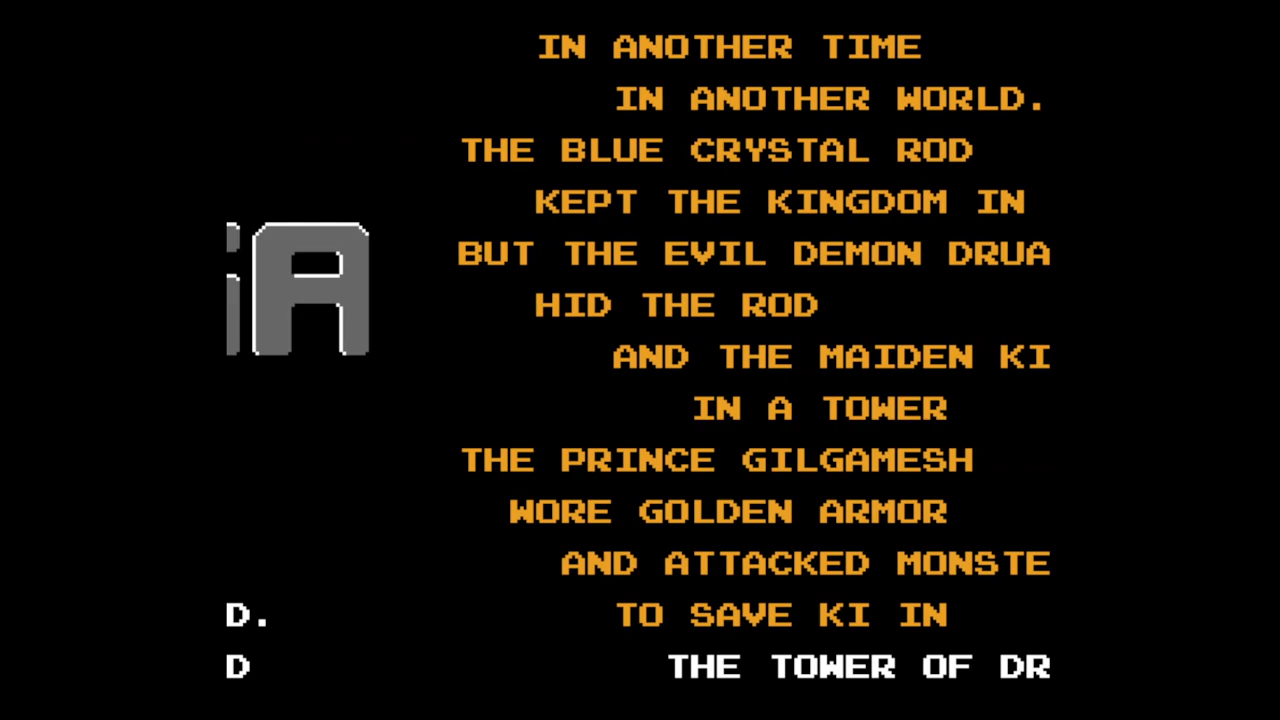 IN ANOTHER TIME
IN ANOTHER WORLD.
THE BLUE CRYSTAL ROD
KEPT THE KINGDOM IN
BUT THE EVIL DEMON DRUA
HID THE ROD
AND THE MAIDEN KI
IN A TOWER
THE PRINCE GILGAMESH
WORE GOLDEN ARMOR
AND ATTACKED MONSTE
TO SAVE KI IN
THE TOWER OF DR
A
D.
D